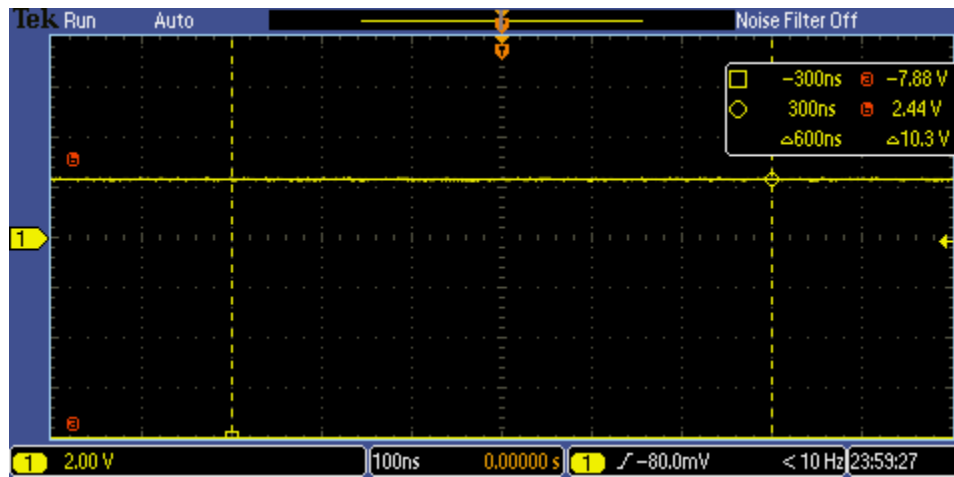 Tek Run Auto Noise Filter Off
T
T
−300ns a −7.88 V
300ns b 2.44 V
△600ns △10.3 V
b
1
a
1 2.00 V 100ns 0.00000 s 1 −80.0mV < 10 Hz 23:59:27